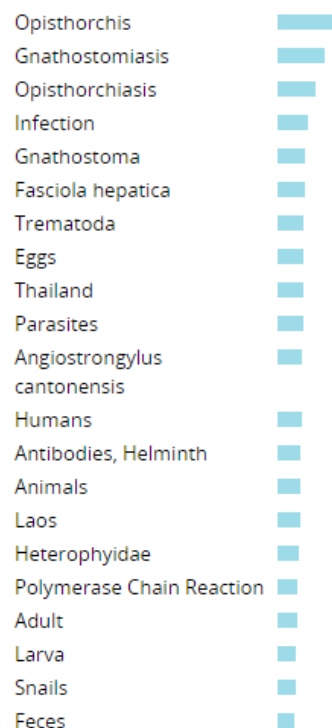 Opisthorchis
Gnathostomiasis
Opisthorchiasis
Infection
Gnathostoma
Fasciola hepatica
Trematoda
Eggs
Thailand
Parasites
Angiostrongylus
cantonensis
Humans
Antibodies, Helminth
Animals
Laos
Heterophyidae
Polymerase Chain Reaction
Adult
Larva
Snails
Feces